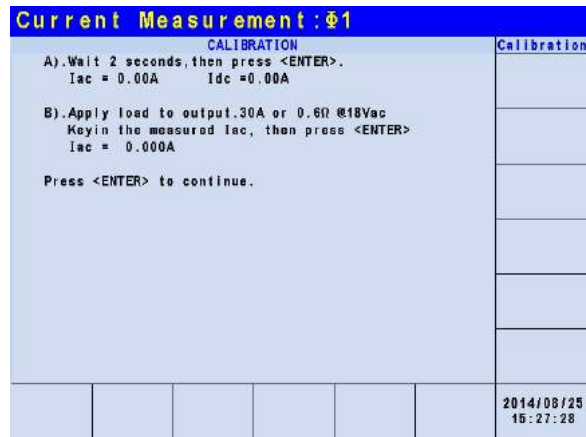 Current Measurement:Φ1
CALIBRATION
Calibration
A).Wait 2 seconds,then press <ENTER>.
Iac = 0.00A Idc =0.00A
B).Apply load to output.30A or 0.6Ω @18Vac
Keyin the measured Iac, then press <ENTER>
Iac = 0.000A
Press <ENTER> to continue.
2014/08/25
15:27:28